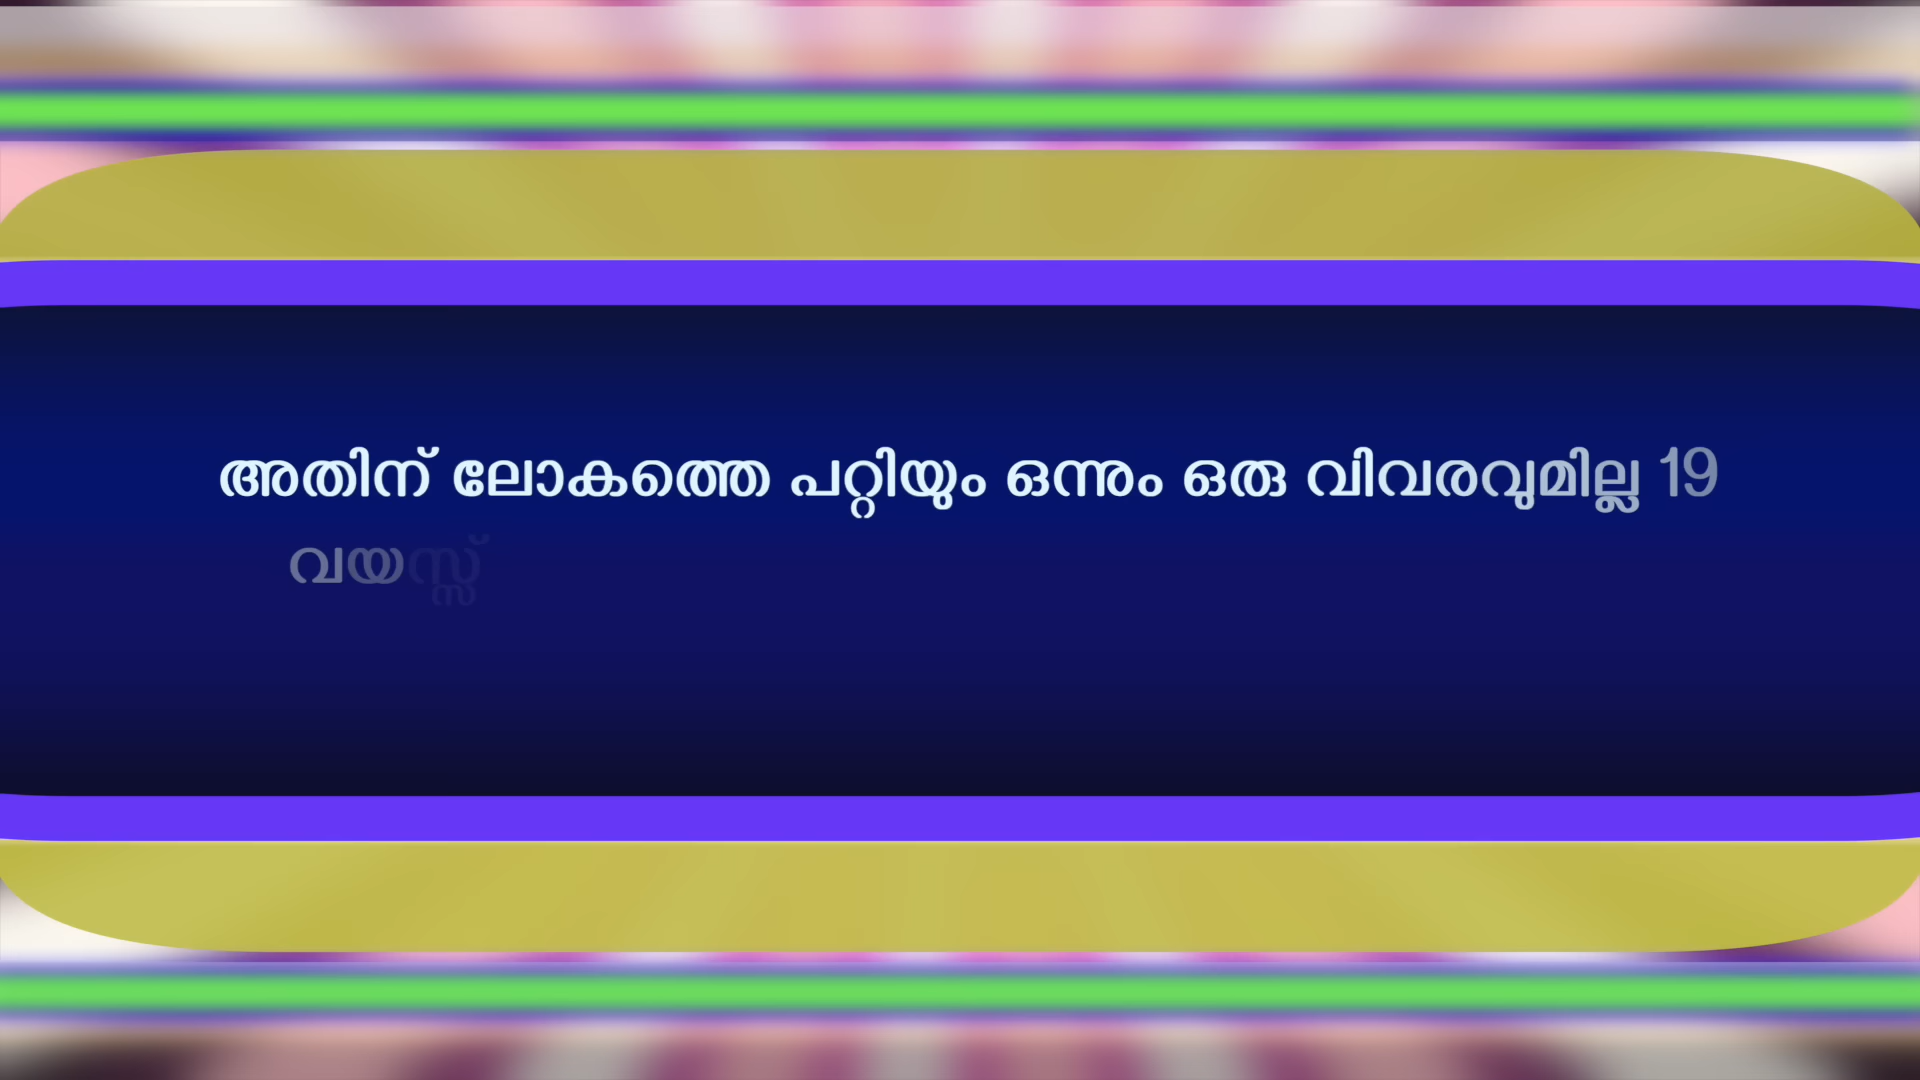 അതിന് ലോകത്തെ പറ്റിയും ഒന്നും ഒരു വിവരവുമില്ല 19
വയസ്സ്